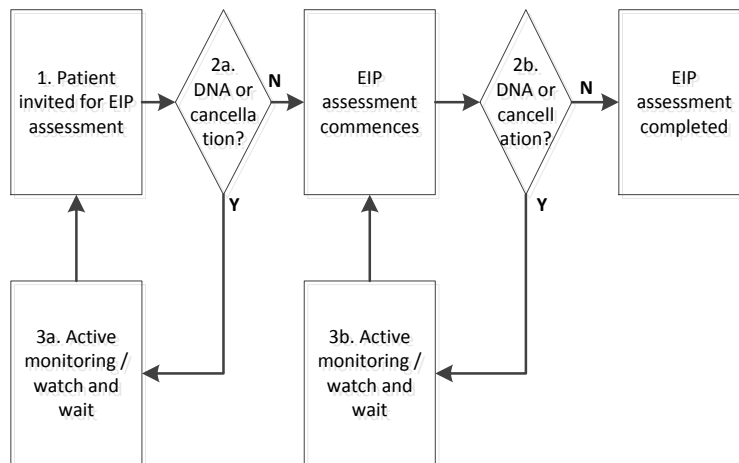 1. Patient
invited for EIP
assessment
2a.
DNA or
cancella
tion?
N
Y
EIP
assessment
commences
2b.
DNA or
cancell
ation?
N
Y
EIP
assessment
completed
3a. Active
monitoring /
watch and
wait
3b. Active
monitoring /
watch and
wait